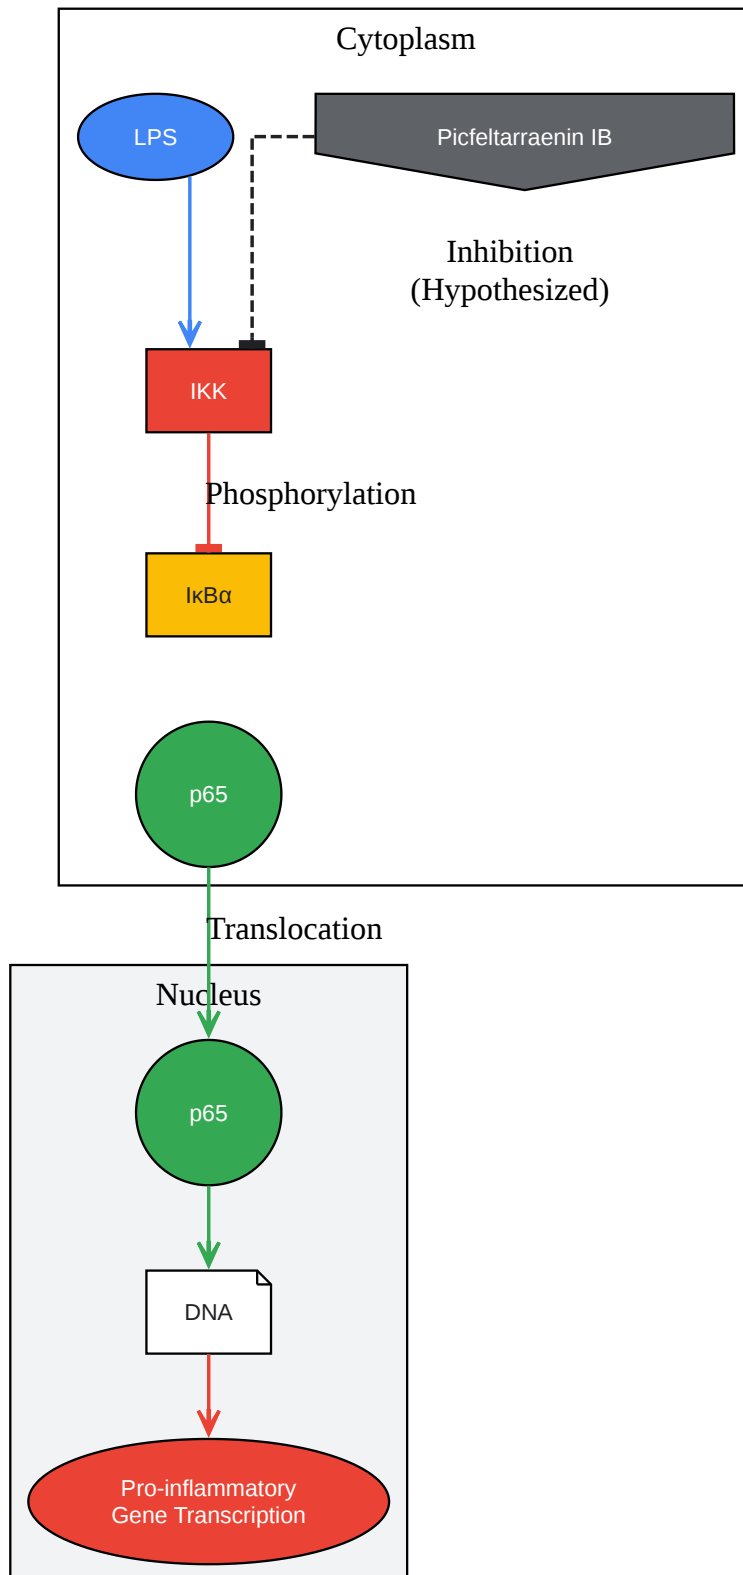 Cytoplasm
LPS
Picfeltarraenin IB
Inhibition
(Hypothesized)
IKK
Phosphorylation
IκBα
p65
Translocation
Nucleus
p65
DNA
Pro-inflammatory
Gene Transcription